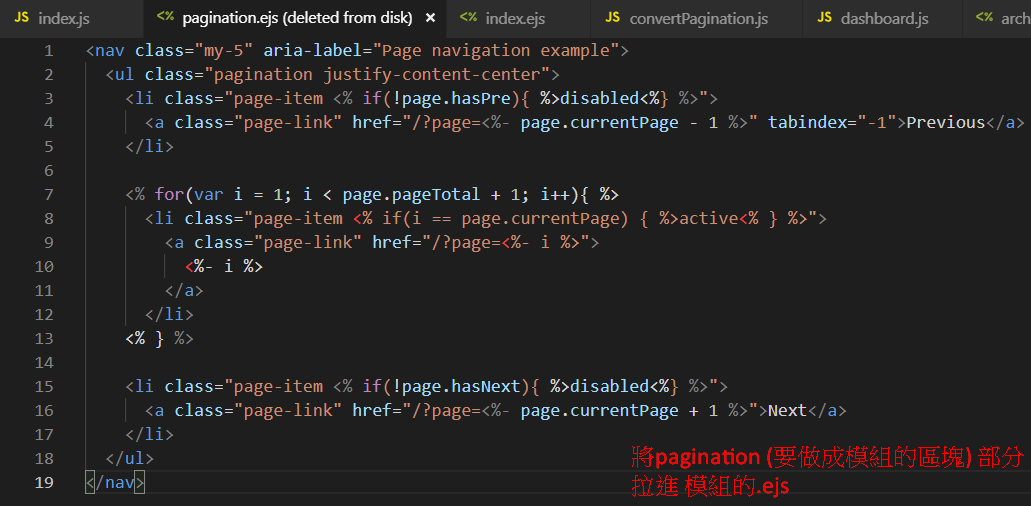 JS index.js <%> pagination.ejs (deleted from disk) × <%> index.ejs JS convertPagination.js JS dashboard.js <%> arch
1 <nav class="my-5" aria-label="Page navigation example">
2 <ul class="pagination justify-content-center">
3 <li class="page-item <% if(!page.hasPre){ %>disabled<%} %>">
4 <a class="page-link" href="/?page=<%- page.currentPage - 1 %>" tabindex="-1">Previous</a>
5 </li>
6
7 <% for(var i = 1; i < page.pageTotal + 1; i++){ %>
8 <li class="page-item <% if(i == page.currentPage) { %>active<% } %>">
9 <a class="page-link" href="/?page=<%- i %>">
10 <%- i %>
11 </a>
12 </li>
13 <% } %>
14
15 <li class="page-item <% if(!page.hasNext){ %>disabled<%} %>">
16 <a class="page-link" href="/?page=<%- page.currentPage + 1 %>">Next</a>
17 </li>
18 </ul>
19 </nav>
將pagination (要做成模組的區塊) 部分
拉進 模組的.ejs